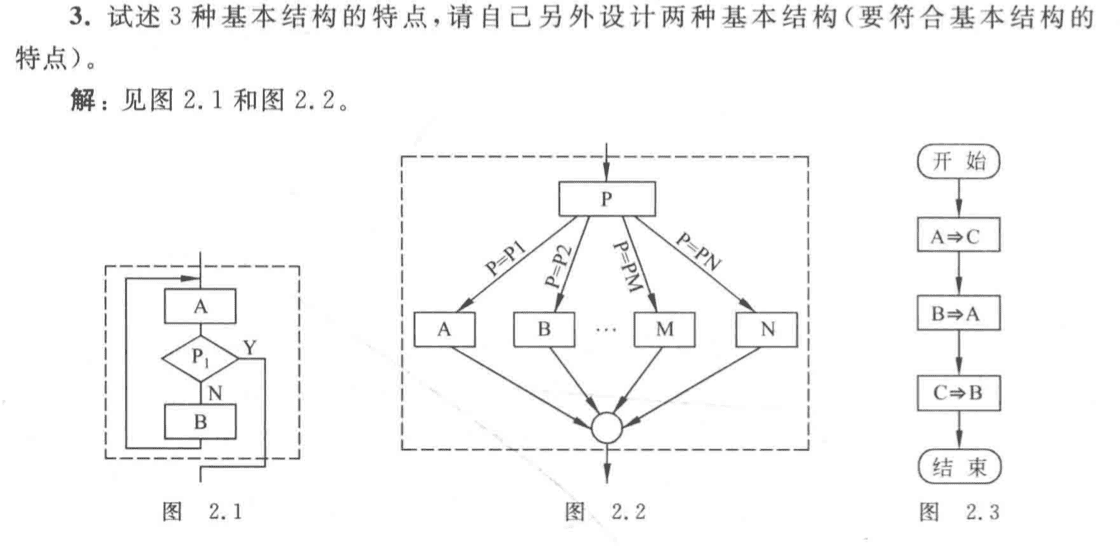 3. 试述3种基本结构的特点,请自己另外设计两种基本结构(要符合基本结构的
特点)。
解:见图2.1和图2.2。
A
P1
Y
N
B
图 2.1
P
P=P1
P=P2
P=PM
P=PN
A
B
…
M
N
图 2.2
开 始
A⇒C
B⇒A
C⇒B
结 束
图 2.3